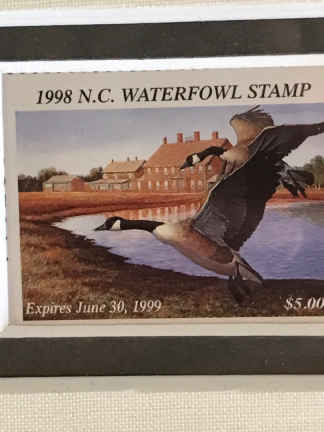 1998 N.C. WATERFOWL STAMP
Expires June 30, 1999
$5.00